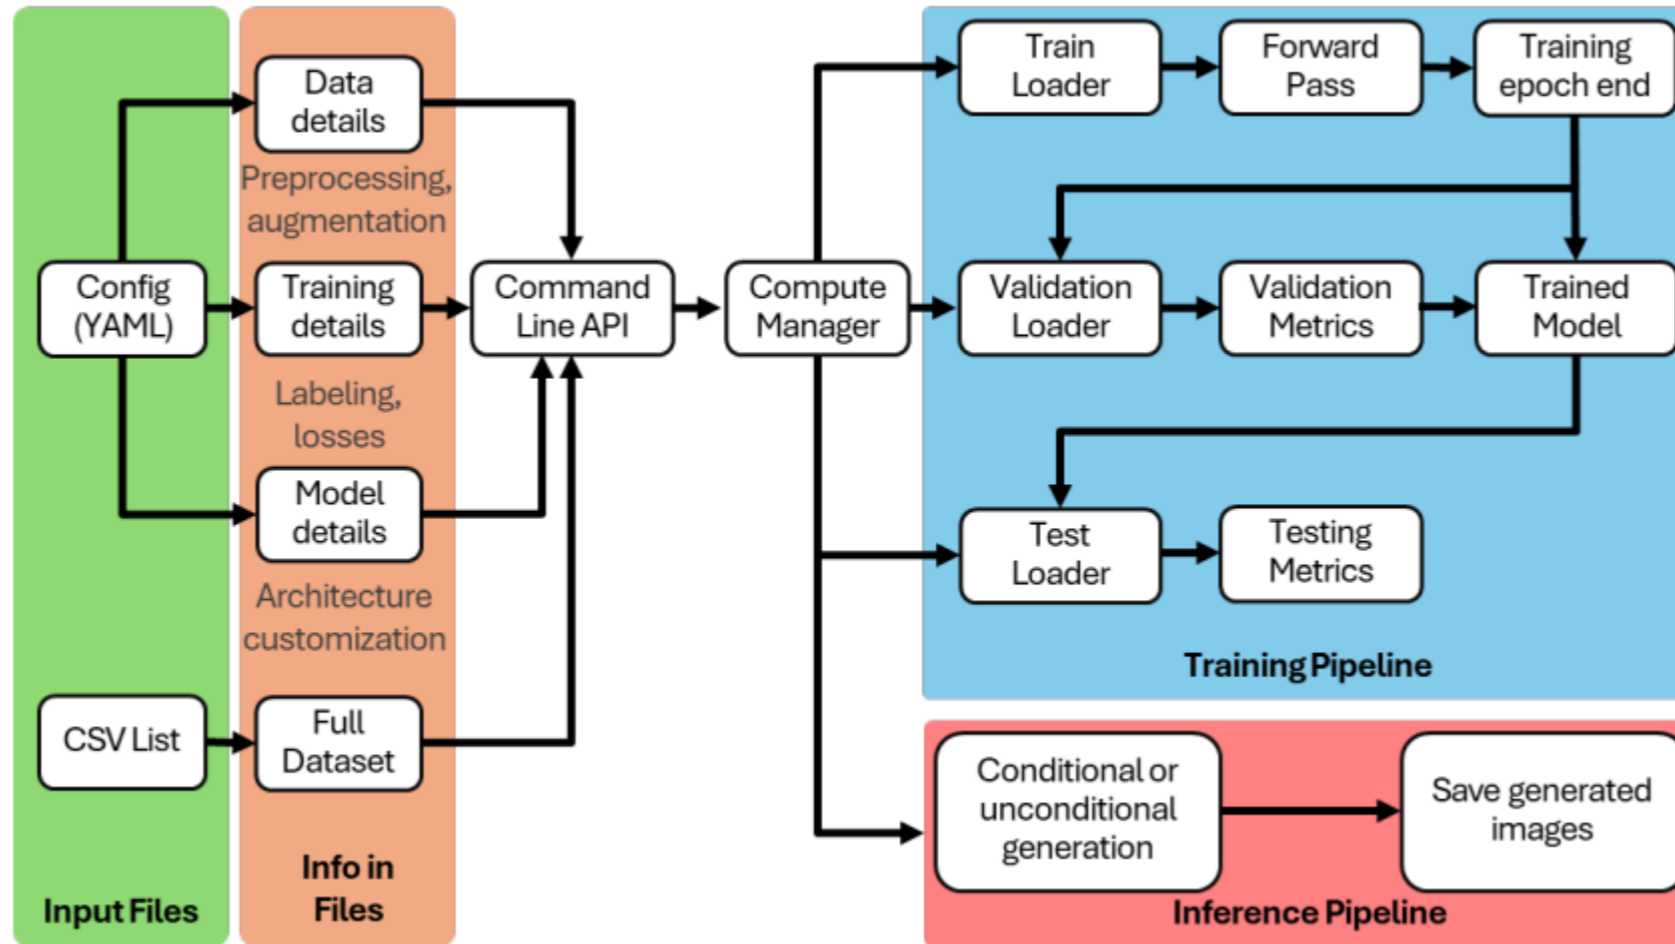 Config
(YAML)
CSV List
Input Files
Data
details
Preprocessing,
augmentation
Training
details
Labeling,
losses
Model
details
Architecture
customization
Full
Dataset
Info in
Files
Command
Line API
Compute
Manager
Train
Loader
Forward
Pass
Training
epoch end
Validation
Loader
Validation
Metrics
Trained
Model
Test
Loader
Testing
Metrics
Training Pipeline
Conditional or
unconditional
generation
Save generated
images
Inference Pipeline